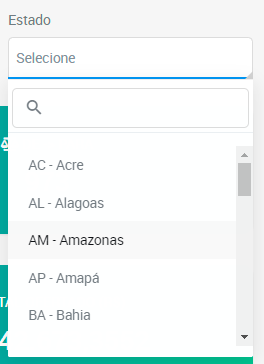 Estado
Selecione
AC - Acre
AL - Alagoas
AM - Amazonas
AP - Amapá
BA - Bahia